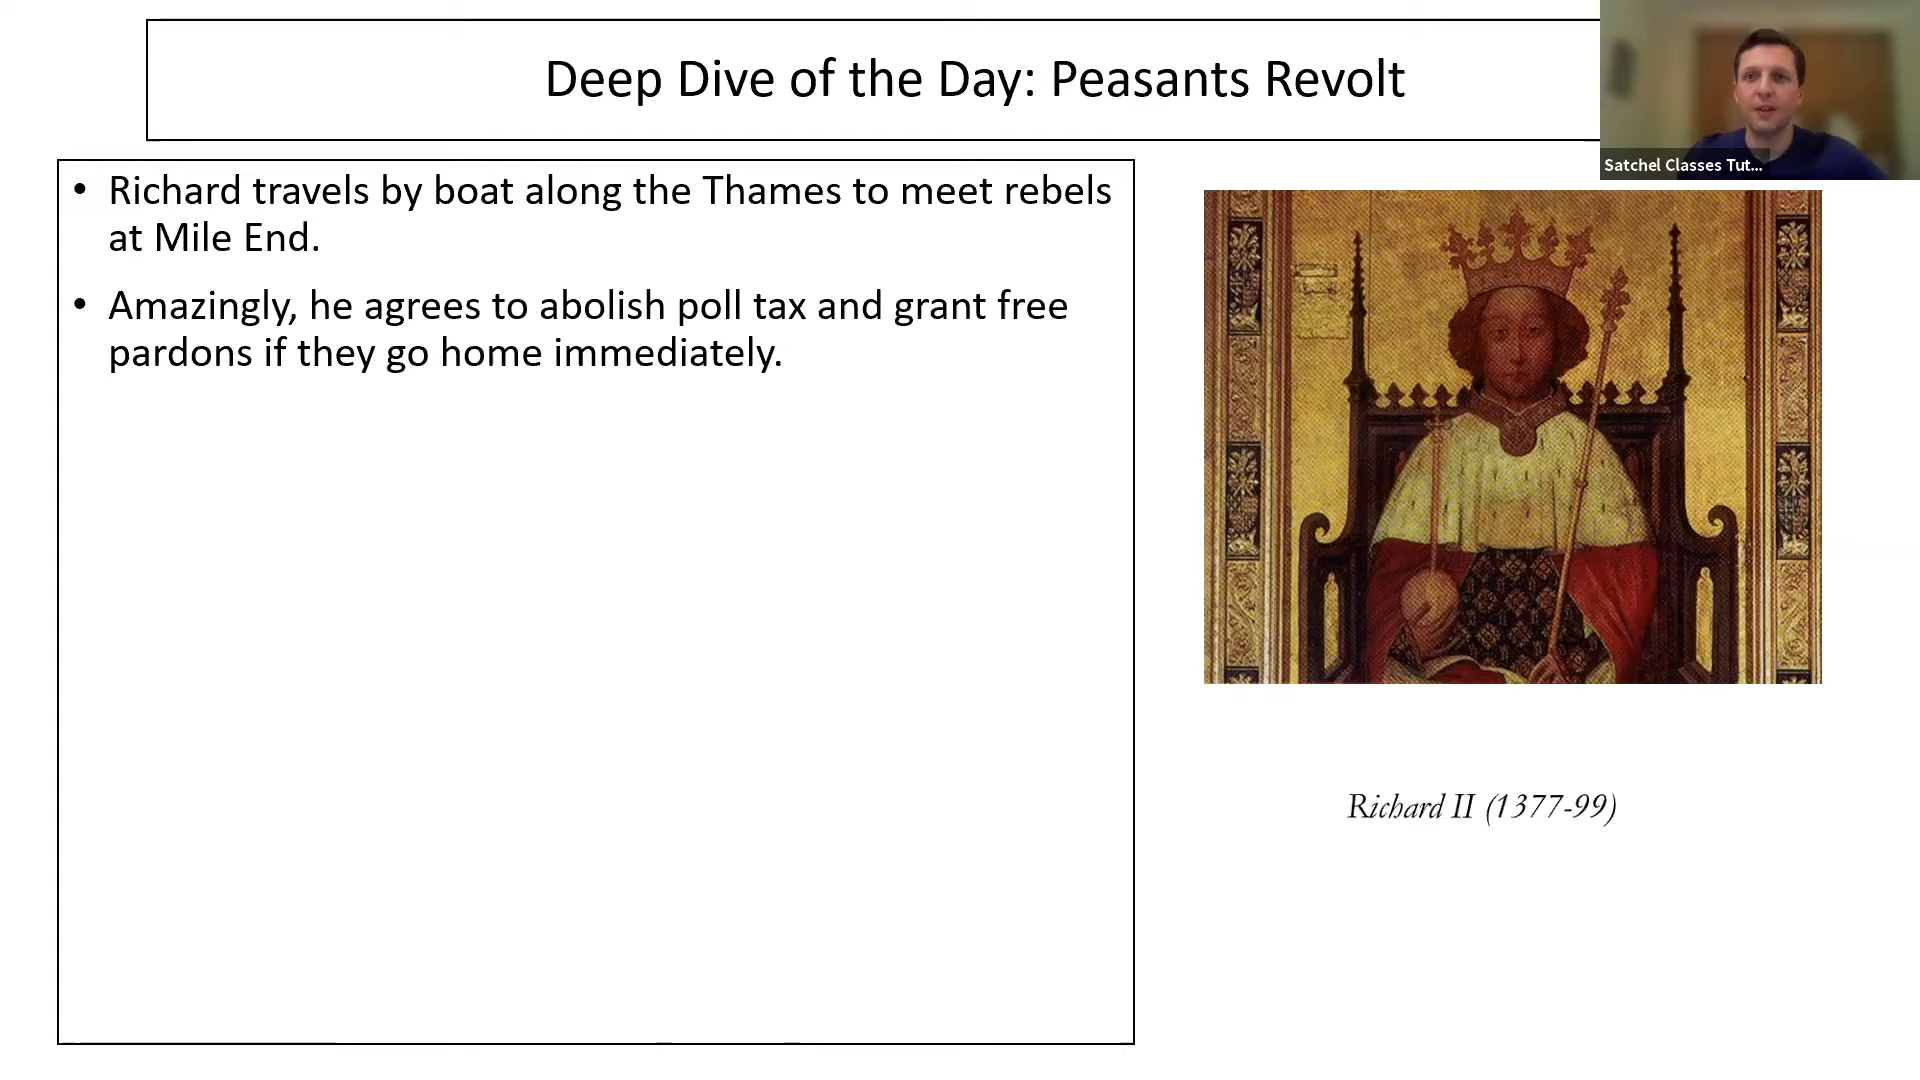 Deep Dive of the Day: Peasants Revolt
Satchel Classes Tut...
• Richard travels by boat along the Thames to meet rebels
at Mile End.
• Amazingly, he agrees to abolish poll tax and grant free
pardons if they go home immediately.
Richard II (1377-99)